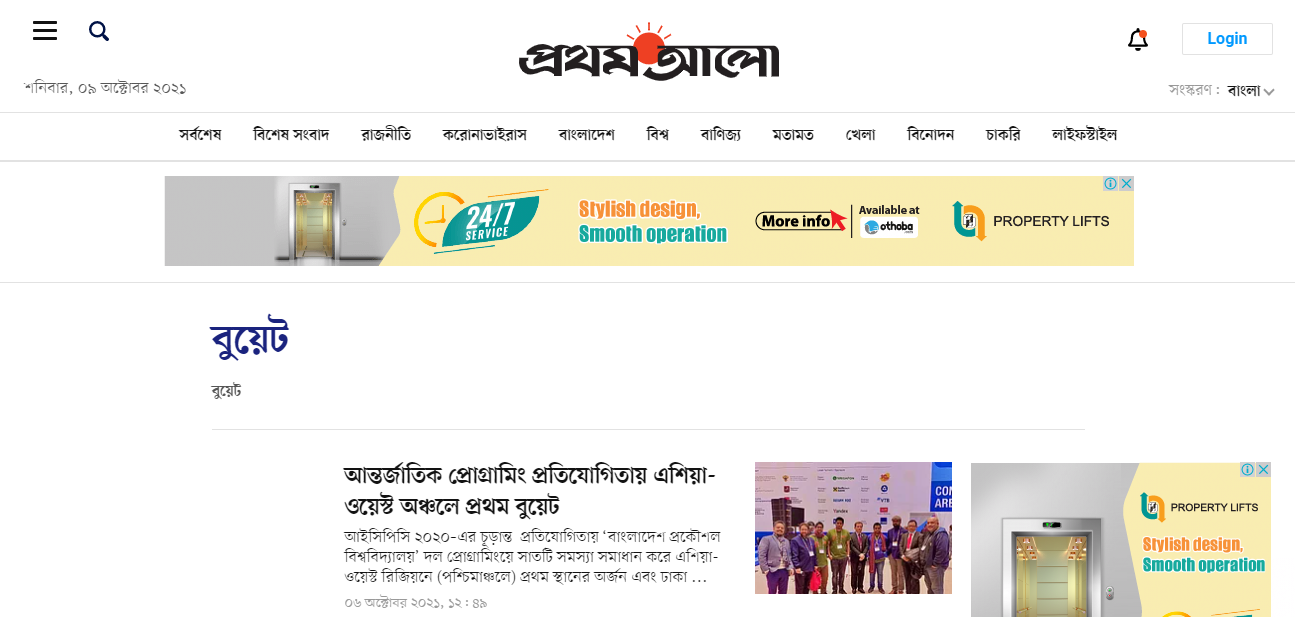 প্রথম আলো
Login
শনিবার, ০৯ অক্টোবর ২০২১
সংস্করণ : বাংলা
সর্বশেষ বিশেষ সংবাদ রাজনীতি করোনাভাইরাস বাংলাদেশ বিশ্ব বাণিজ্য মতামত খেলা বিনোদন চাকরি লাইফস্টাইল
24/7
SERVICE
Stylish design,
Smooth operation
More info
Available at
othoba
PROPERTY LIFTS
বুয়েট
বুয়েট
আন্তর্জাতিক প্রোগ্রামিং প্রতিযোগিতায় এশিয়া-
ওয়েস্ট অঞ্চলে প্রথম বুয়েট
আইসিপিসি ২০২০-এর চূড়ান্ত প্রতিযোগিতায় ‘বাংলাদেশ প্রকৌশল
বিশ্ববিদ্যালয়’ দল প্রোগ্রামিংয়ে সাতটি সমস্যা সমাধান করে এশিয়া-
ওয়েস্ট রিজিয়নে (পশ্চিমাঞ্চলে) প্রথম স্থানের অর্জন এবং ঢাকা ...
০৬ অক্টোবর ২০২১, ১২ : ৪৯
PROPERTY LIFTS
Stylish design,
Smooth operation